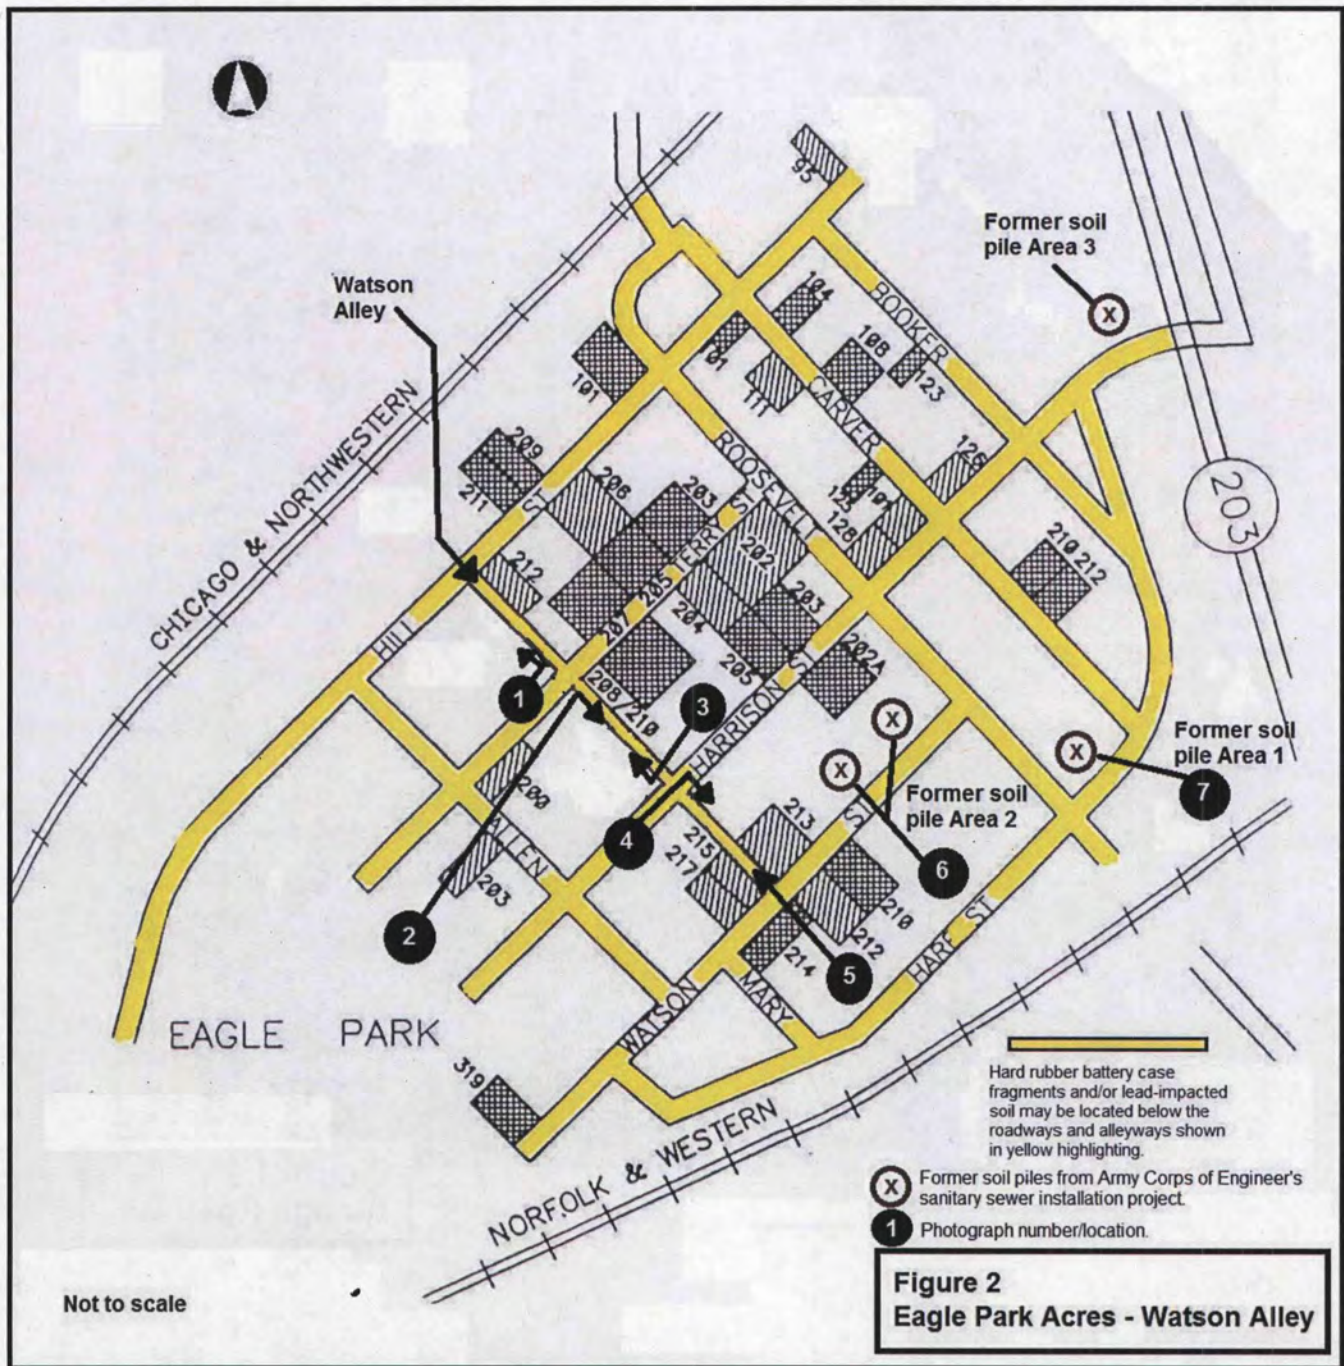 95
Former soil
pile Area 3
X
Watson
Alley
104
BOOKER
101
108
123
101
111
CARVER
CHICAGO & NORTHWESTERN
209
211
206
203
ROOSEVELT
126
125
128
203
ST
TERRY
ST
202
212
205
207
204
203
205
210 212
HILL
202A
208/210
HARRISON
S
1
3
X
X
X
Former soil
pile Area 1
7
Former soil
pile Area 2
200
4
213
S
6
ALLEN
203
215
217
210
212
214
2
5
HARE ST
WATSON
MARY
EAGLE PARK
319
Hard rubber battery case
fragments and/or lead-impacted
soil may be located below the
roadways and alleyways shown
in yellow highlighting.
NORFOLK & WESTERN
X Former soil piles from Army Corps of Engineer's
sanitary sewer installation project.
1 Photograph number/location.
Figure 2
Eagle Park Acres - Watson Alley
Not to scale